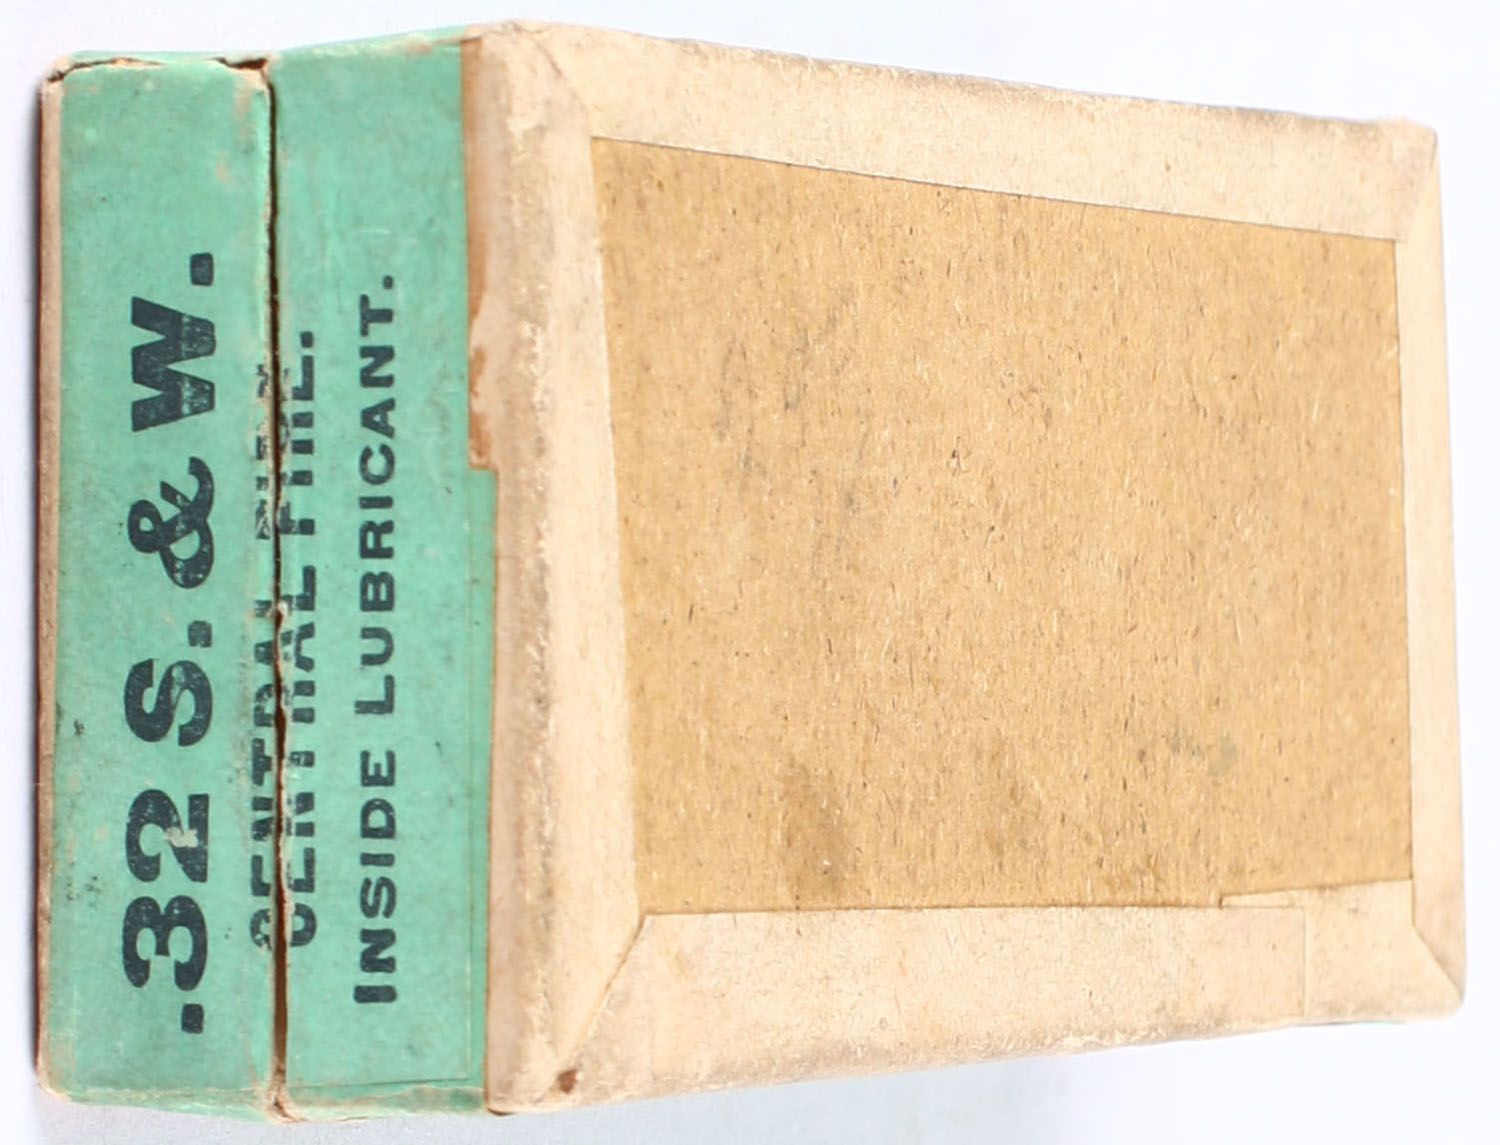 .32 S. & W.
CENTRAL FIRE.
INSIDE LUBRICANT.